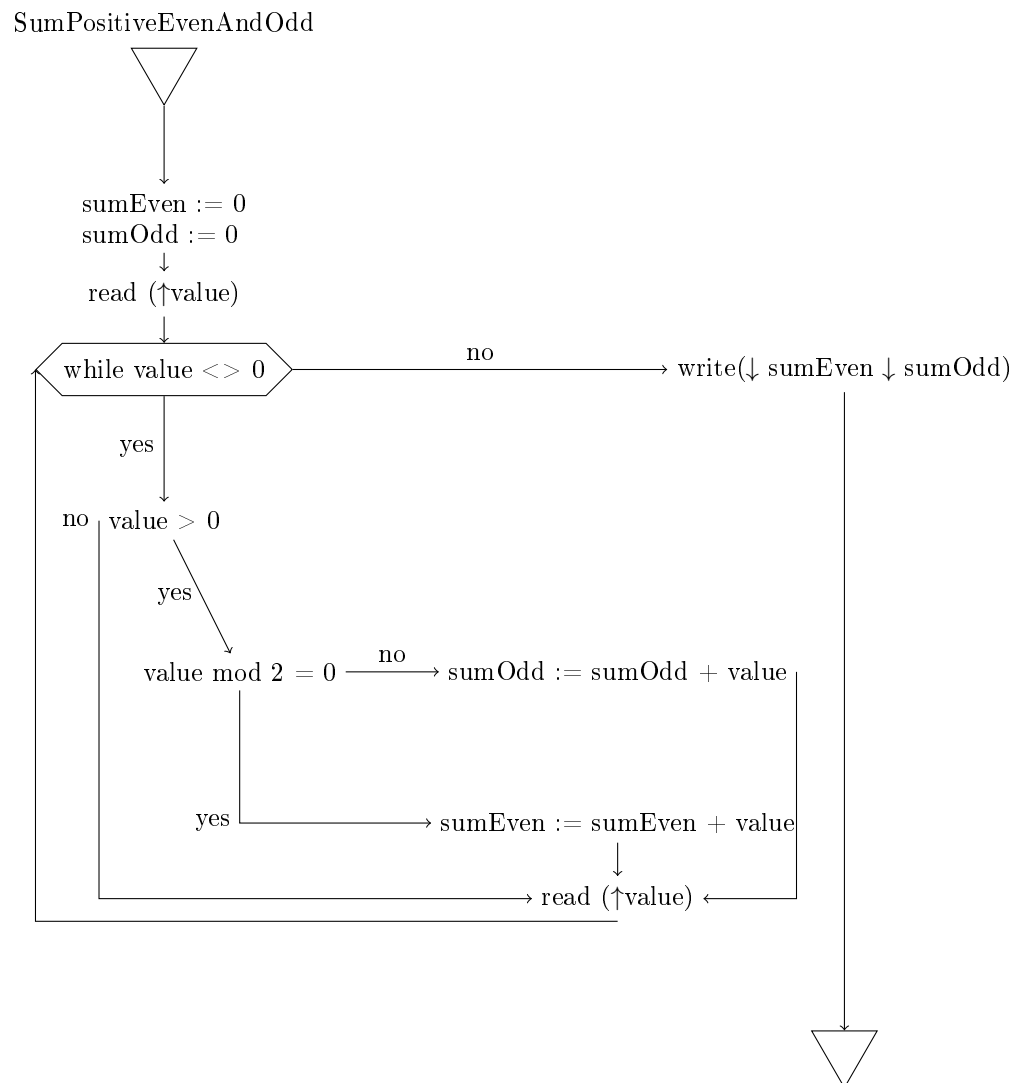 SumPositiveEvenAndOdd
sumEven := 0
sumOdd := 0
read (↑value)
while value <> 0
no
write(↓ sumEven ↓ sumOdd)
yes
no
value > 0
yes
value mod 2 = 0
no
sumOdd := sumOdd + value
yes
sumEven := sumEven + value
read (↑value)